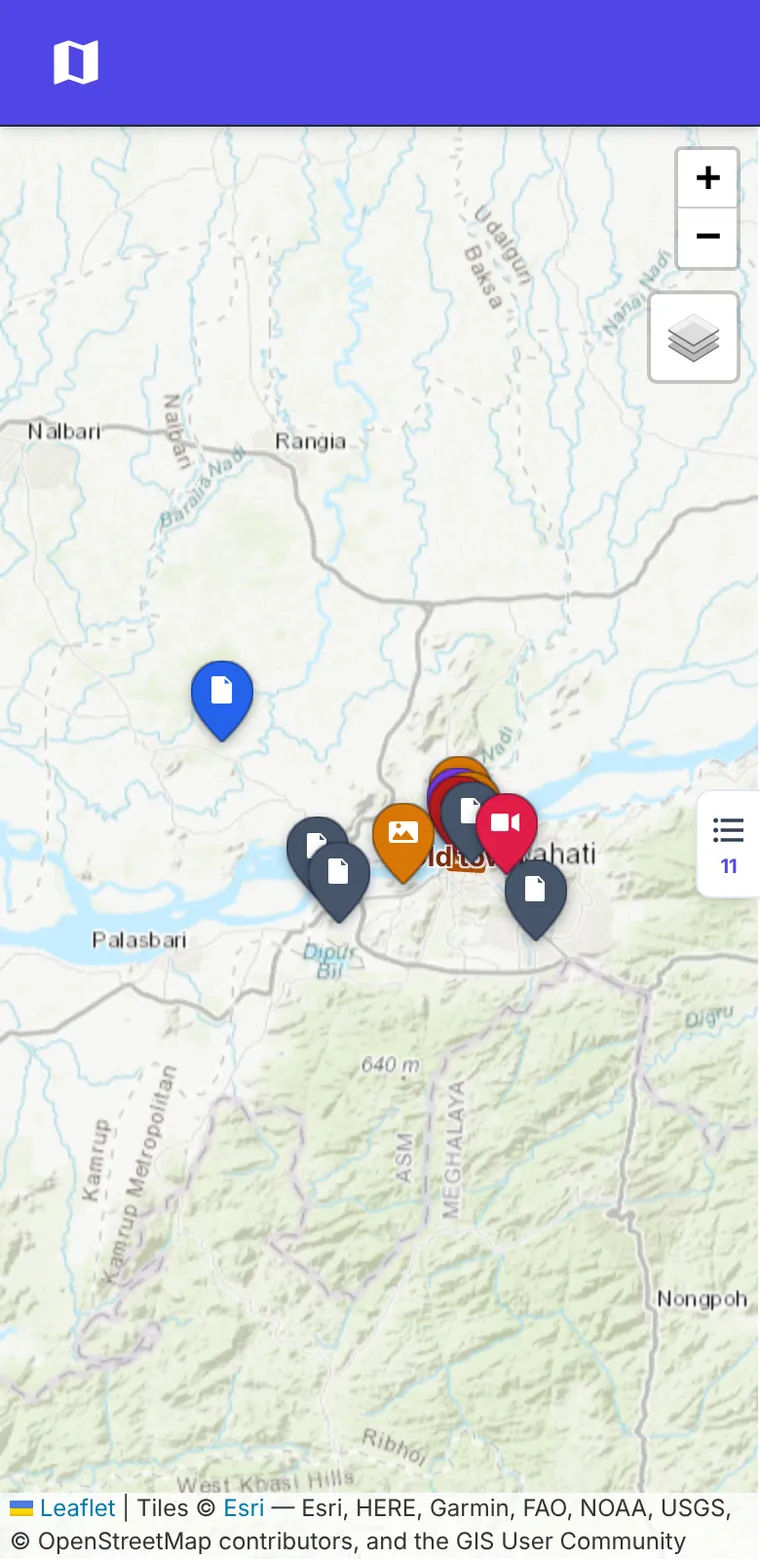 +
Udalguri
Baksa
−
Nanai Nadi
Nalbari
Nalbari
Rangia
Baralia Nadi
Nadi
11
ahati
Palasbari
Dipur
Bil
Digru
640 m
Kamrup
Kamrup Metropolitan
ASM
MEGHALAYA
Nongpoh
Ribhoi
West Khasi Hills
Leaflet | Tiles © Esri — Esri, HERE, Garmin, FAO, NOAA, USGS,
© OpenStreetMap contributors, and the GIS User Community